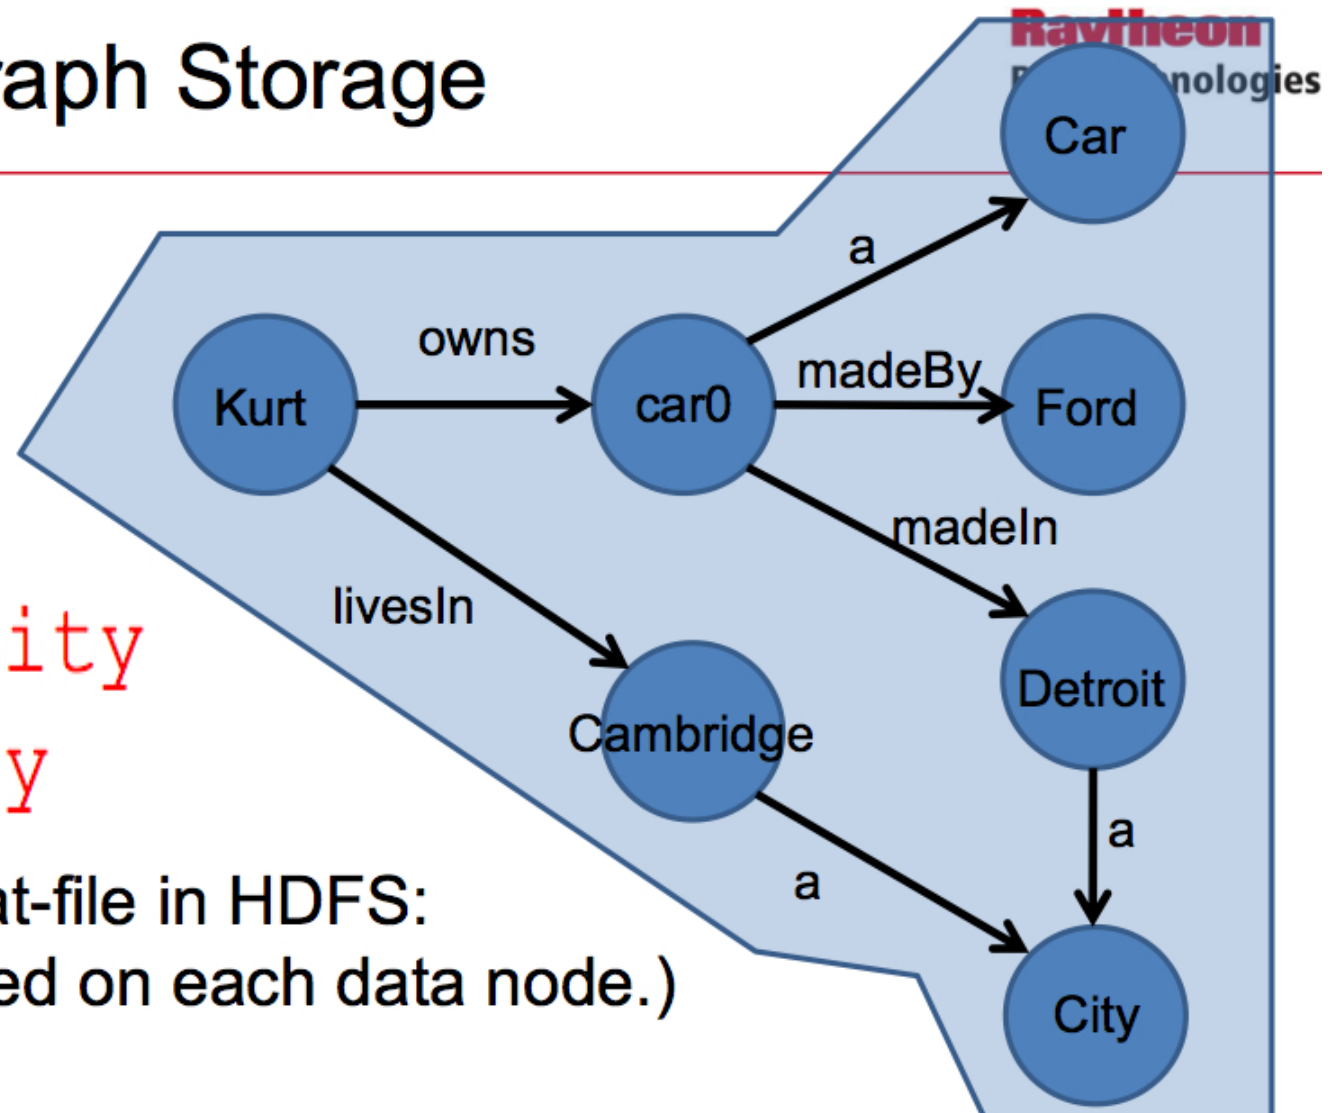 raph Storage
Raytheon
nologies
Car
a
owns
madeBy
Kurt
car0
Ford
madeIn
livesIn
ity
Detroit
Cambridge
y
a
a
at-file in HDFS:
ed on each data node.)
City